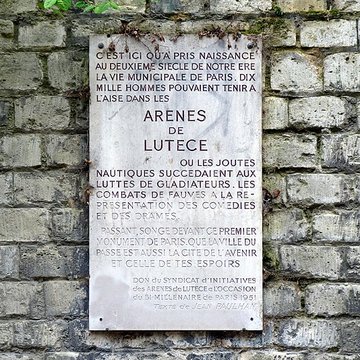 C'EST ICI QU'A PRIS NAISSANCE
AU DEUXIEME SIECLE DE NOTRE ERE
LA VIE MUNICIPALE DE PARIS. DIX
MILLE HOMMES POUVAIENT TENIR A
L'AISE DANS LES
ARENES
DE
LUTECE
OU LES JOUTES
NAUTIQUES SUCCEDAIENT AUX
LUTTES DE GLADIATEURS, LES
COMBATS DE FAUVES A LA RE-
PRESENTATION DES COMEDIES
ET DES DRAMES.
PASSANT, SONGE DEVANT CE PREMIER
MONUMENT DE PARIS, QUE LA VILLE DU
PASSE EST AUSSI LA CITE DE L'AVENIR
ET CELLE DE TES ESPOIRS
DON du SYNDICAT D'INITIATIVES
des ARENES de LUTECE à L'OCCASION
du BI-MILLENAIRE de PARIS 1951
Texte de JEAN PAULHAN